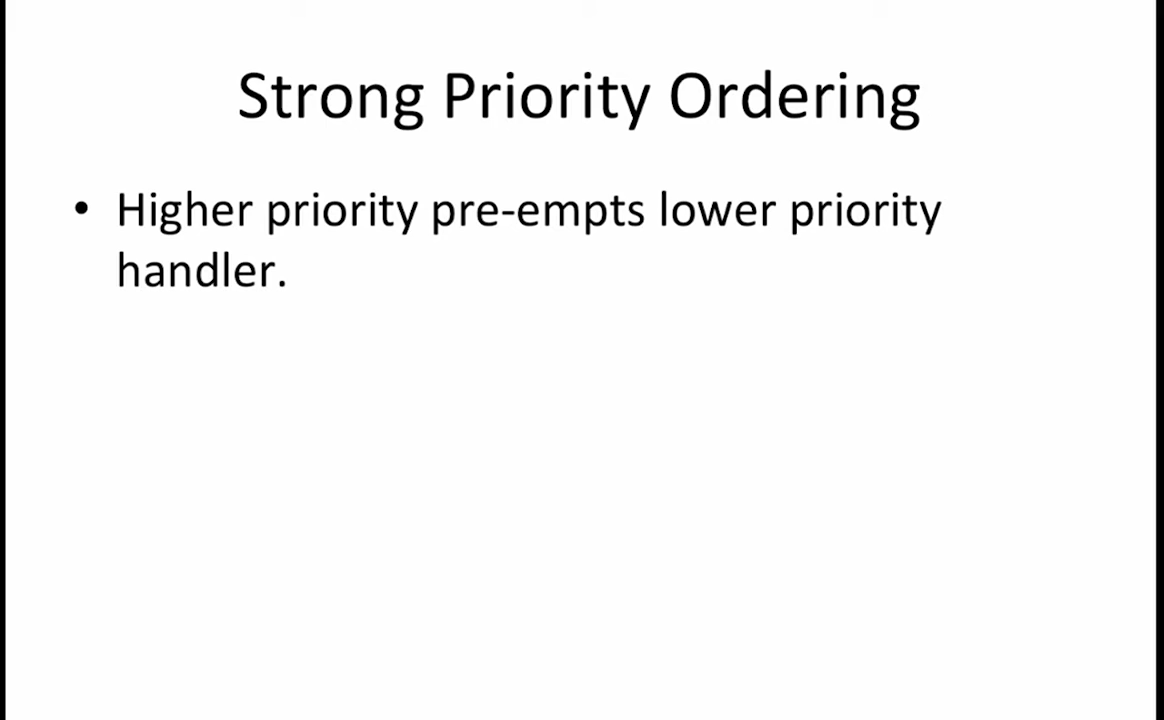 Strong Priority Ordering
• Higher priority pre-empts lower priority
handler.